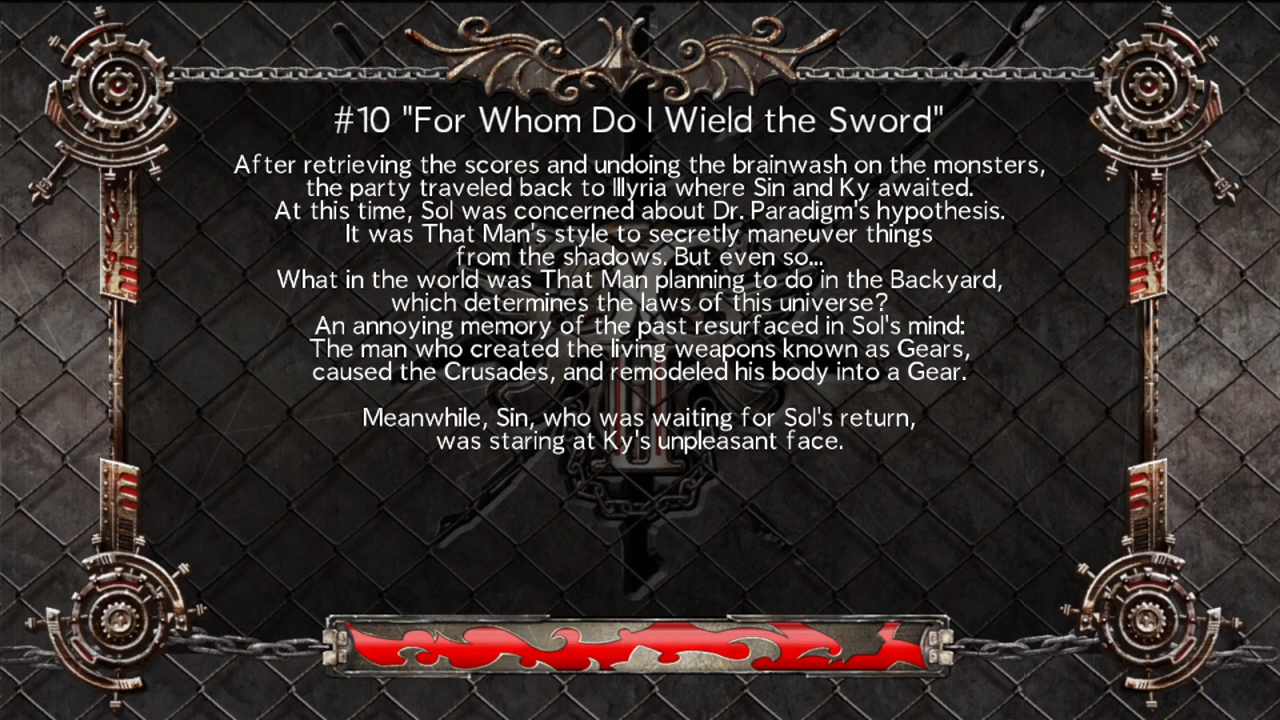 #10 "For Whom Do I Wield the Sword"
After retrieving the scores and undoing the brainwash on the monsters,
the party traveled back to Illyria where Sin and Ky awaited.
At this time, Sol was concerned about Dr. Paradigm's hypothesis.
It was That Man's style to secretly maneuver things
from the shadows. But even so...
What in the world was That Man planning to do in the Backyard,
which determines the laws of this universe?
An annoying memory of the past resurfaced in Sol's mind:
The man who created the living weapons known as Gears,
caused the Crusades, and remodeled his body into a Gear.
Meanwhile, Sin, who was waiting for Sol's return,
was staring at Ky's unpleasant face.